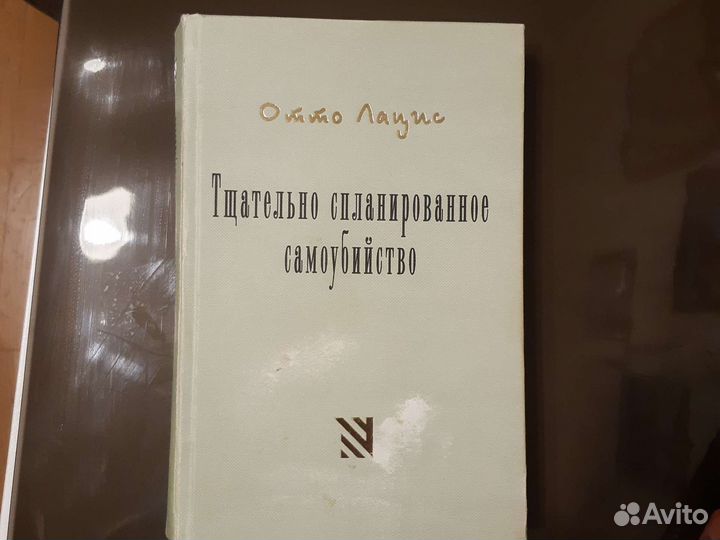 Отто Лацис
Тщательно спланированное
самоубийство
Avito